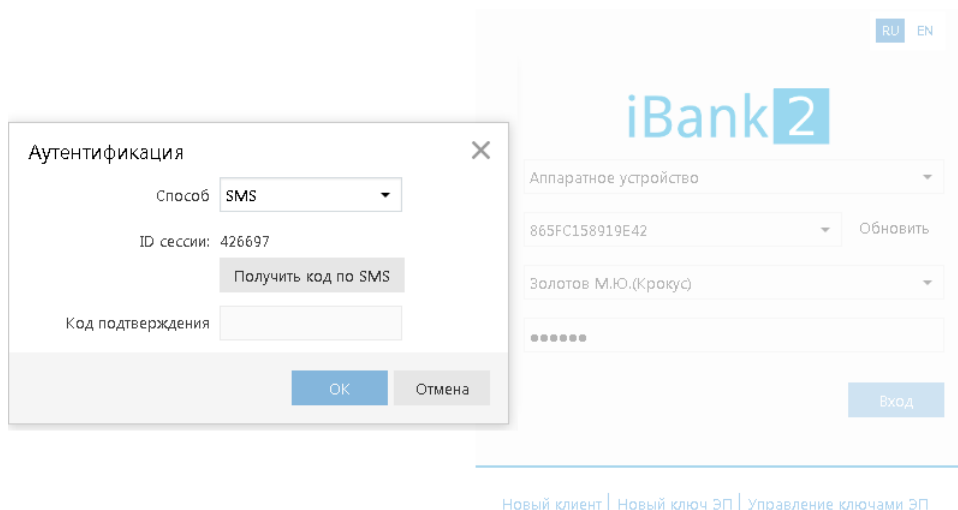 RU EN
iBank 2
Аутентификация
Способ SMS
ID сессии: 426697
Получить код по SMS
Код подтверждения
OK Отмена
Аппаратное устройство
865FC158919E42 Обновить
Золотов М.Ю.(Крокус)
Вход
Новый клиент | Новый ключ ЭП | Управление ключами ЭП